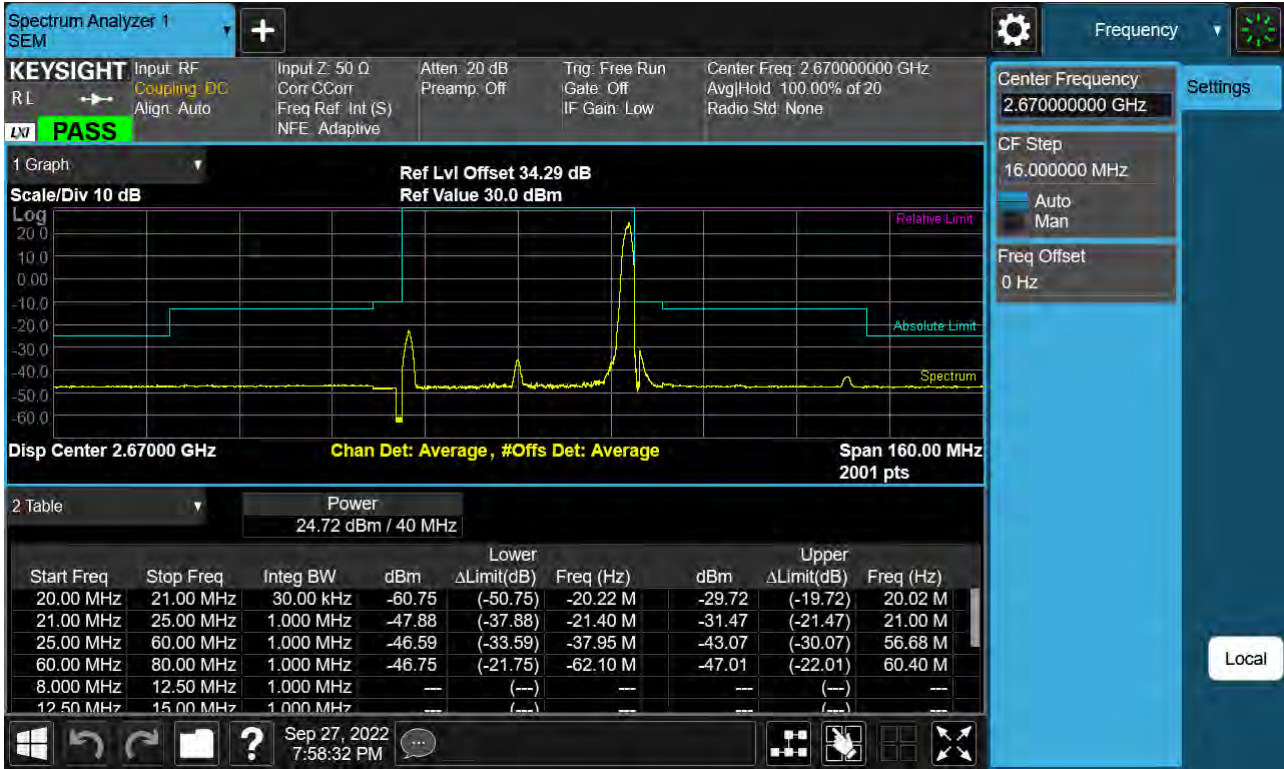 Spectrum Analyzer 1
SEM
+
Frequency
KEYSIGHT
R L
LXI
PASS
Input: RF
Coupling: DC
Align: Auto
Input Z: 50 Ω
Corr CCorr
Freq Ref: Int (S)
NFE: Adaptive
Atten: 20 dB
Preamp: Off
Trig: Free Run
Gate: Off
IF Gain: Low
Center Freq: 2.670000000 GHz
Avg|Hold: 100.00% of 20
Radio Std: None
Center Frequency
2.670000000 GHz
Settings
CF Step
16.000000 MHz
Auto
Man
Freq Offset
0 Hz
Local
1 Graph
Scale/Div 10 dB
Ref Lvl Offset 34.29 dB
Ref Value 30.0 dBm
Log
20.0
10.0
0.00
-10.0
-20.0
-30.0
-40.0
-50.0
-60.0
Relative Limit
Absolute Limit
Spectrum
Disp Center 2.67000 GHz
Chan Det: Average, #Offs Det: Average
Span 160.00 MHz
2001 pts
2 Table
Power
24.72 dBm / 40 MHz
Lower Upper
Start Freq Stop Freq Integ BW dBm ΔLimit(dB) Freq (Hz) dBm ΔLimit(dB) Freq (Hz)
20.00 MHz 21.00 MHz 30.00 kHz -60.75 (-50.75) -20.22 M -29.72 (-19.72) 20.02 M
21.00 MHz 25.00 MHz 1.000 MHz -47.88 (-37.88) -21.40 M -31.47 (-21.47) 21.00 M
25.00 MHz 60.00 MHz 1.000 MHz -46.59 (-33.59) -37.95 M -43.07 (-30.07) 56.68 M
60.00 MHz 80.00 MHz 1.000 MHz -46.75 (-21.75) -62.10 M -47.01 (-22.01) 60.40 M
8.000 MHz 12.50 MHz 1.000 MHz --- (---) --- --- (---) ---
12.50 MHz 15.00 MHz 1.000 MHz --- (---) --- --- (---) ---
?
Sep 27, 2022
7:58:32 PM